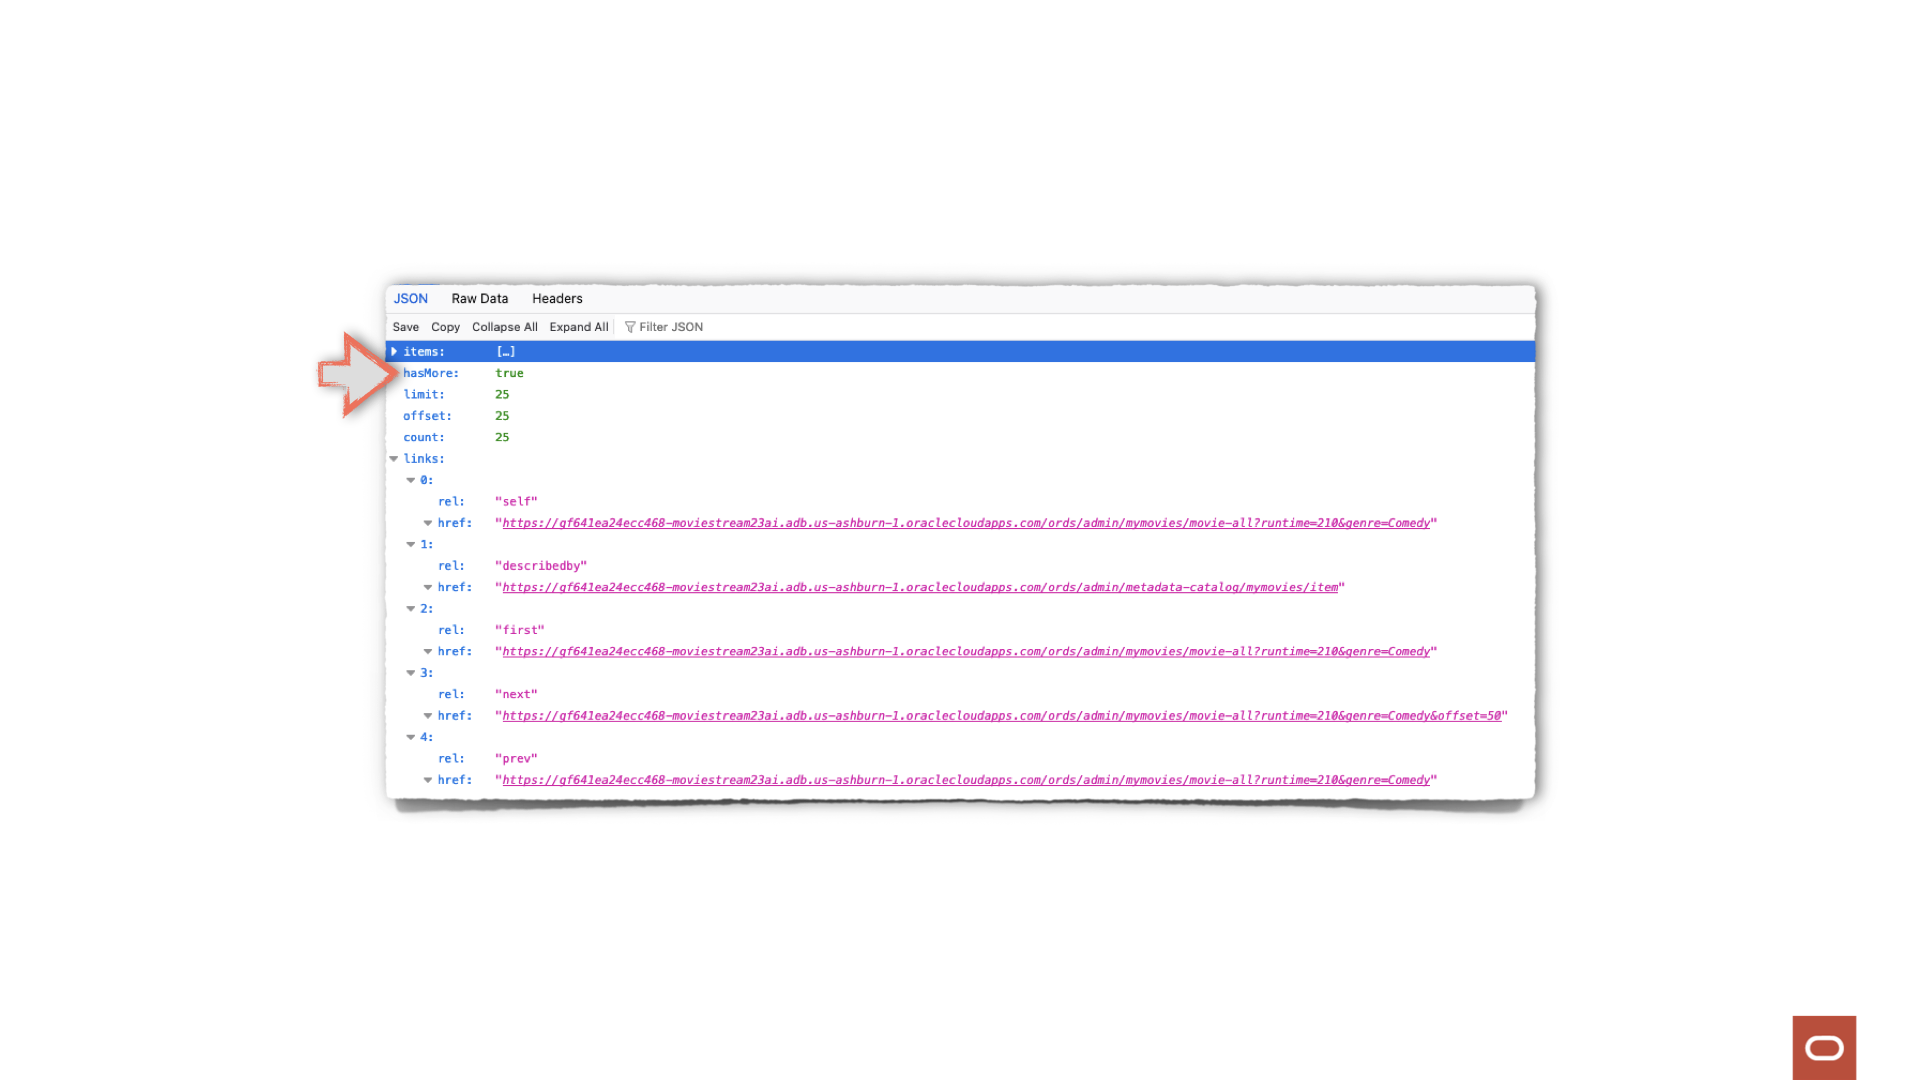 JSON Raw Data Headers
Save Copy Collapse All Expand All Filter JSON
items: […]
hasMore: true
limit: 25
offset: 25
count: 25
links:
0:
rel: "self"
href: "https://gf641ea24ecc468-moviestream23ai.adb.us-ashburn-1.oraclecloudapps.com/ords/admin/mymovies/movie-all?runtime=210&genre=Comedy"
1:
rel: "describedby"
href: "https://gf641ea24ecc468-moviestream23ai.adb.us-ashburn-1.oraclecloudapps.com/ords/admin/metadata-catalog/mymovies/item"
2:
rel: "first"
href: "https://gf641ea24ecc468-moviestream23ai.adb.us-ashburn-1.oraclecloudapps.com/ords/admin/mymovies/movie-all?runtime=210&genre=Comedy"
3:
rel: "next"
href: "https://gf641ea24ecc468-moviestream23ai.adb.us-ashburn-1.oraclecloudapps.com/ords/admin/mymovies/movie-all?runtime=210&genre=Comedy&offset=50"
4:
rel: "prev"
href: "https://gf641ea24ecc468-moviestream23ai.adb.us-ashburn-1.oraclecloudapps.com/ords/admin/mymovies/movie-all?runtime=210&genre=Comedy"